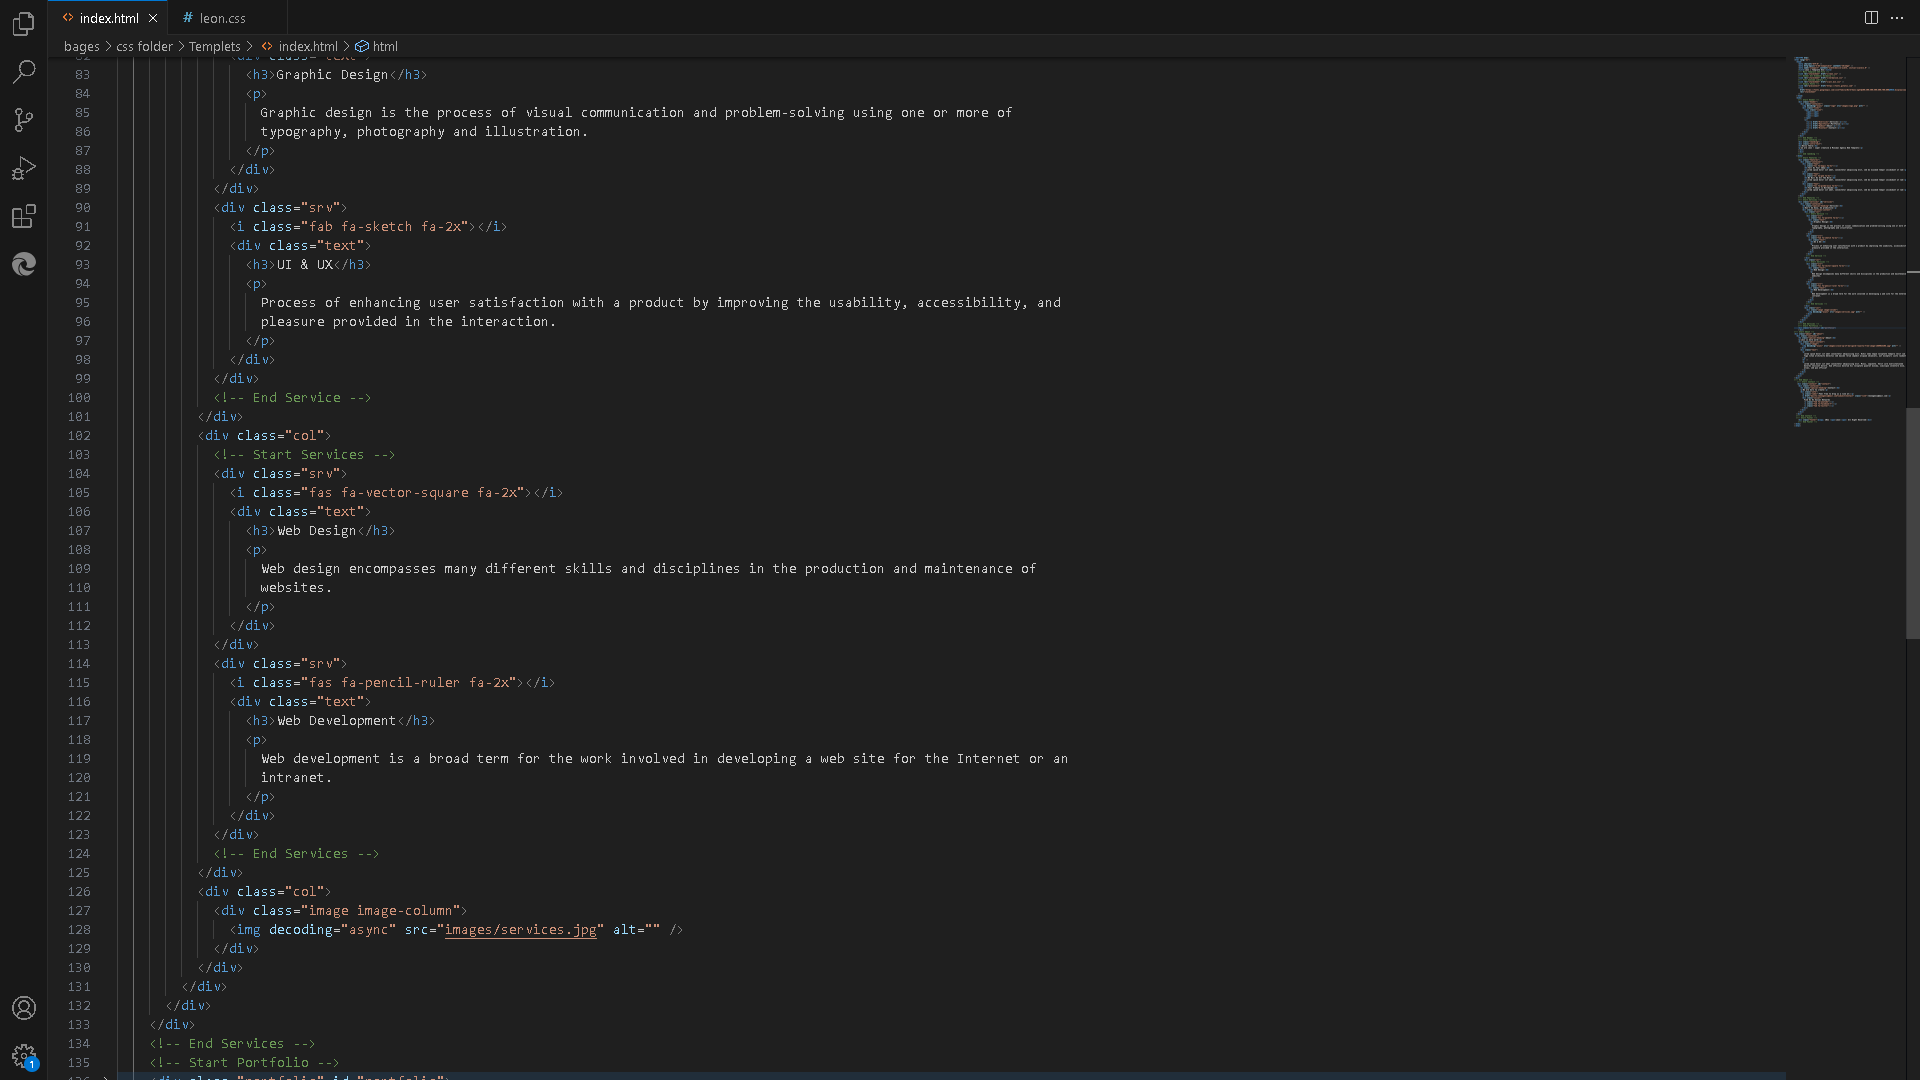 index.html
leon.css
bages > css folder > Templets > index.html > html
83 <h3>Graphic Design</h3>
84 <p>
85 Graphic design is the process of visual communication and problem-solving using one or more of
86 typography, photography and illustration.
87 </p>
88 </div>
89 </div>
90 <div class="srv">
91 <i class="fab fa-sketch fa-2x"></i>
92 <div class="text">
93 <h3>UI & UX</h3>
94 <p>
95 Process of enhancing user satisfaction with a product by improving the usability, accessibility, and
96 pleasure provided in the interaction.
97 </p>
98 </div>
99 </div>
100 <!-- End Service -->
101 </div>
102 <div class="col">
103 <!-- Start Services -->
104 <div class="srv">
105 <i class="fas fa-vector-square fa-2x"></i>
106 <div class="text">
107 <h3>Web Design</h3>
108 <p>
109 Web design encompasses many different skills and disciplines in the production and maintenance of
110 websites.
111 </p>
112 </div>
113 </div>
114 <div class="srv">
115 <i class="fas fa-pencil-ruler fa-2x"></i>
116 <div class="text">
117 <h3>Web Development</h3>
118 <p>
119 Web development is a broad term for the work involved in developing a web site for the Internet or an
120 intranet.
121 </p>
122 </div>
123 </div>
124 <!-- End Services -->
125 </div>
126 <div class="col">
127 <div class="image image-column">
128 <img decoding="async" src="images/services.jpg" alt="" />
129 </div>
130 </div>
131 </div>
132 </div>
133 </div>
134 <!-- End Services -->
135 <!-- Start Portfolio -->
136 <div class="portfolio" id="portfolio">
1